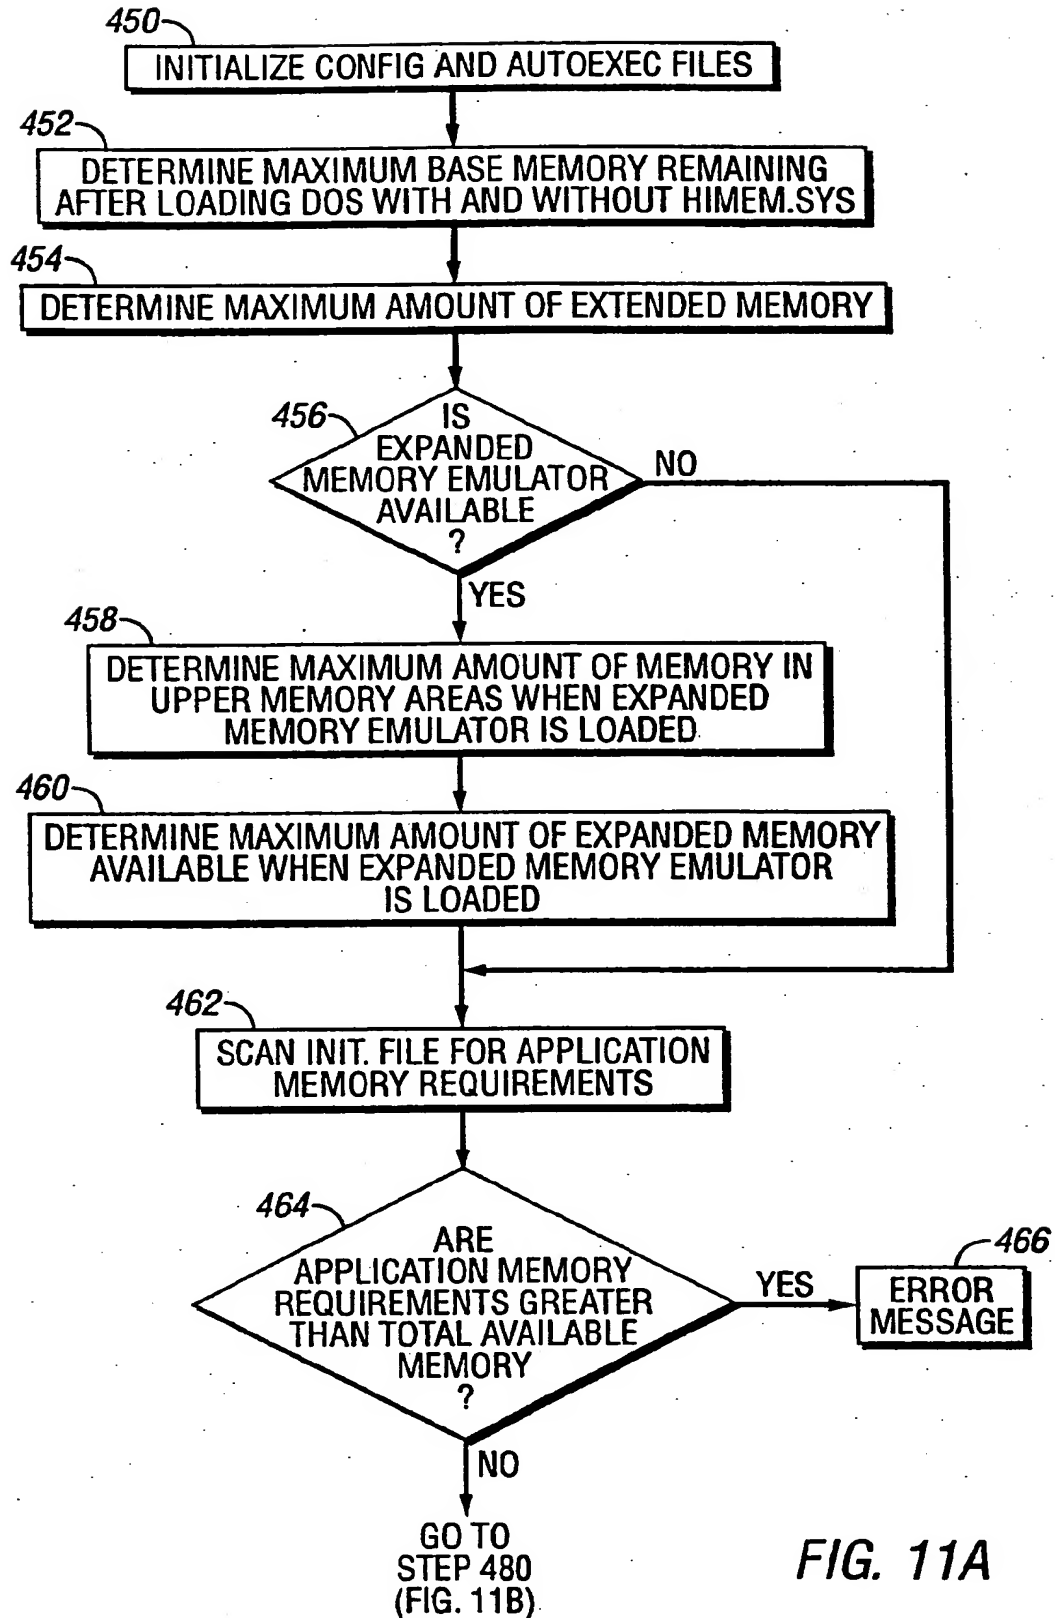 450
INITIALIZE CONFIG AND AUTOEXEC FILES
452
DETERMINE MAXIMUM BASE MEMORY REMAINING
AFTER LOADING DOS WITH AND WITHOUT HIMEM.SYS
454
DETERMINE MAXIMUM AMOUNT OF EXTENDED MEMORY
456
IS
EXPANDED
MEMORY EMULATOR
AVAILABLE
?
NO
YES
458
DETERMINE MAXIMUM AMOUNT OF MEMORY IN
UPPER MEMORY AREAS WHEN EXPANDED
MEMORY EMULATOR IS LOADED
460
DETERMINE MAXIMUM AMOUNT OF EXPANDED MEMORY
AVAILABLE WHEN EXPANDED MEMORY EMULATOR
IS LOADED
462
SCAN INIT. FILE FOR APPLICATION
MEMORY REQUIREMENTS
464
ARE
APPLICATION MEMORY
REQUIREMENTS GREATER
THAN TOTAL AVAILABLE
MEMORY
?
YES
466
ERROR
MESSAGE
NO
GO TO
STEP 480
(FIG. 11B)
FIG. 11A